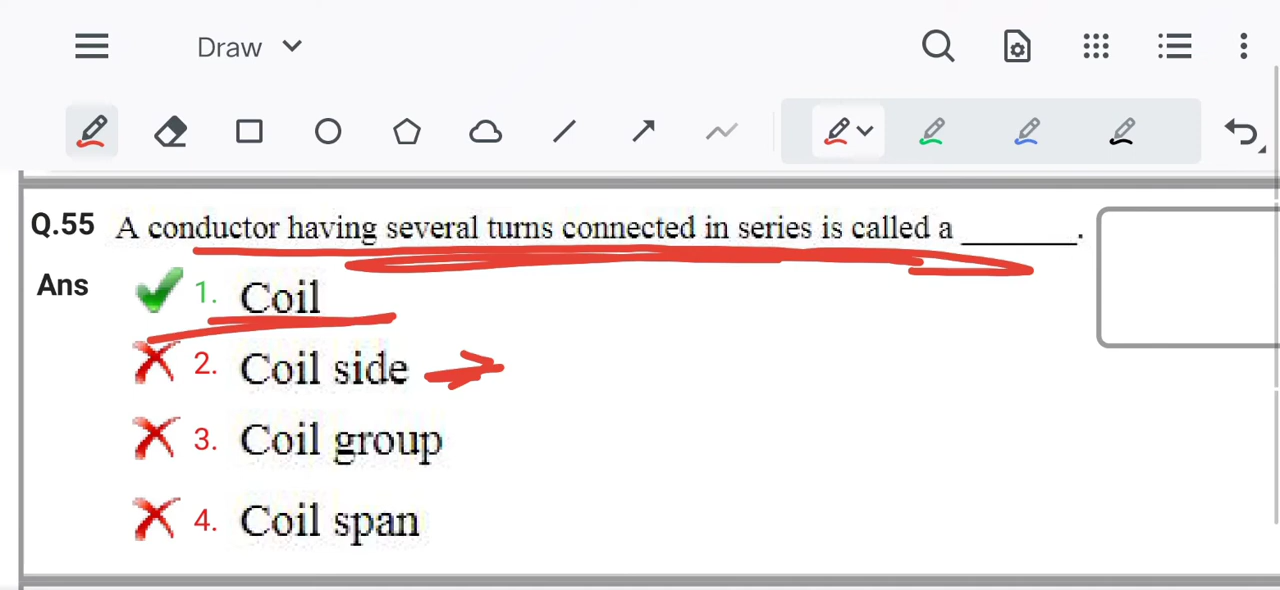 Draw
Q.55 A conductor having several turns connected in series is called a _______.
Ans 1. Coil
2. Coil side
3. Coil group
4. Coil span